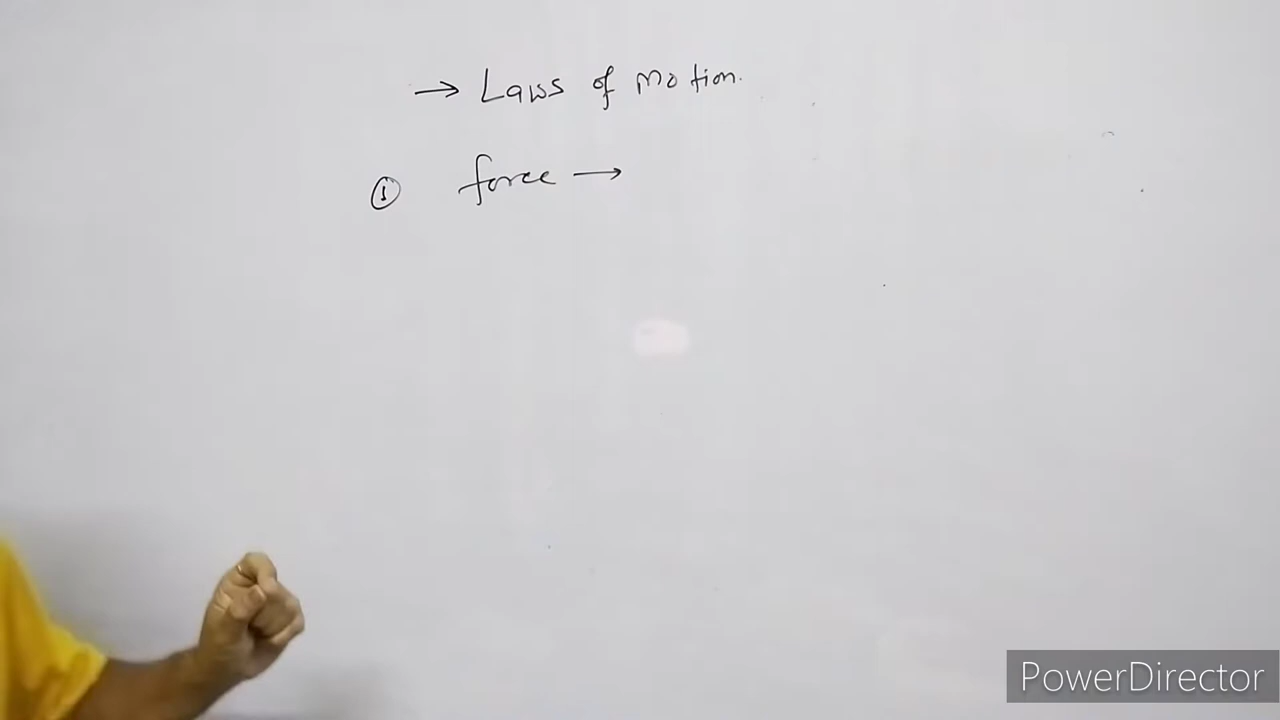 → Laws of motion.
① force →
PowerDirector